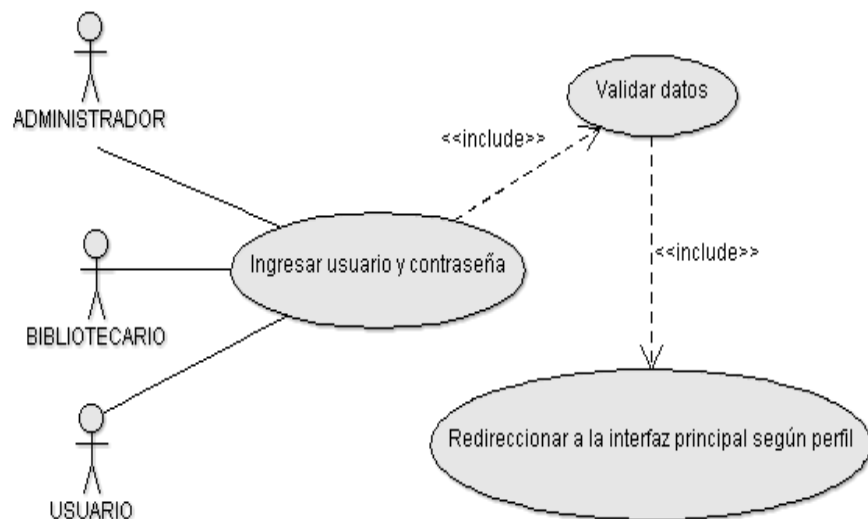 ADMINISTRADOR
Validar datos
<<include>>
Ingresar usuario y contraseña
<<include>>
BIBLIOTECARIO
Redireccionar a la interfaz principal según perfil
USUARIO